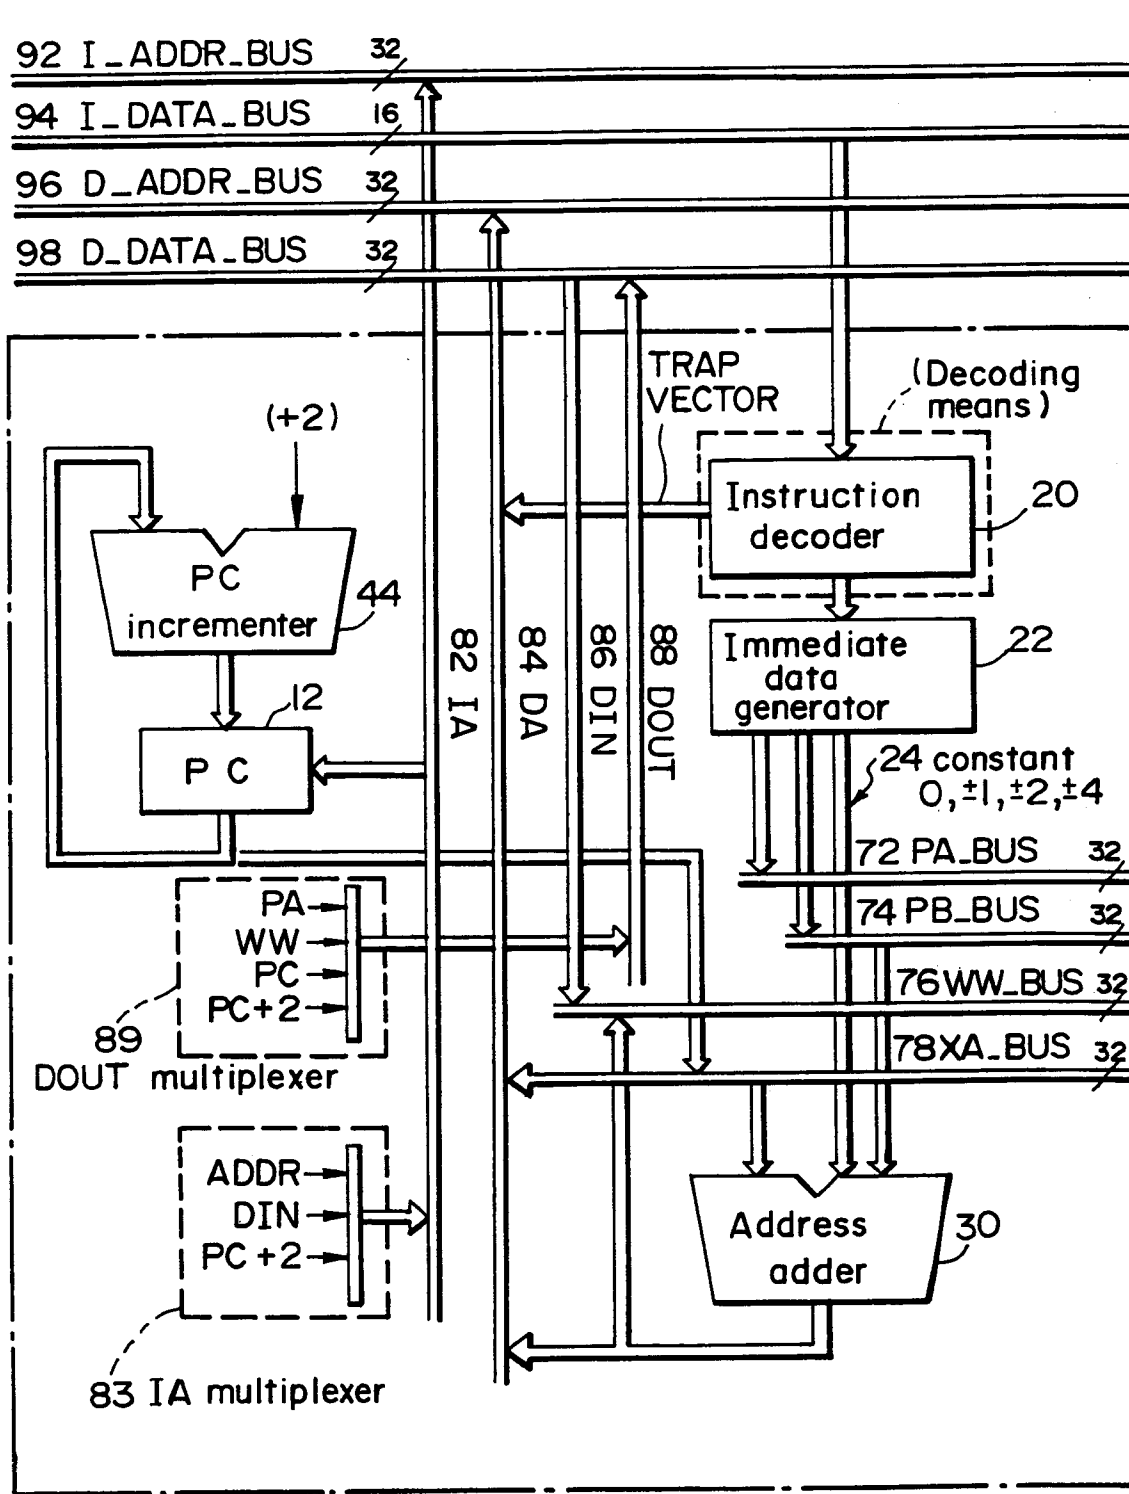 92 I_ADDR_BUS 32
94 I_DATA_BUS 16
96 D_ADDR_BUS 32
98 D_DATA_BUS 32
TRAP
VECTOR
(Decoding
means)
(+2)
Instruction
decoder
20
PC
incrementer
44
Immediate
data
generator
22
82 IA
84 DA
86 DIN
88 DOUT
12
PC
24 constant
0, ±1, ±2, ±4
72 PA_BUS 32
74 PB_BUS 32
76 WW_BUS 32
78 XA_BUS 32
PA
WW
PC
PC+2
89
DOUT multiplexer
ADDR
DIN
PC+2
83 IA multiplexer
Address
adder
30